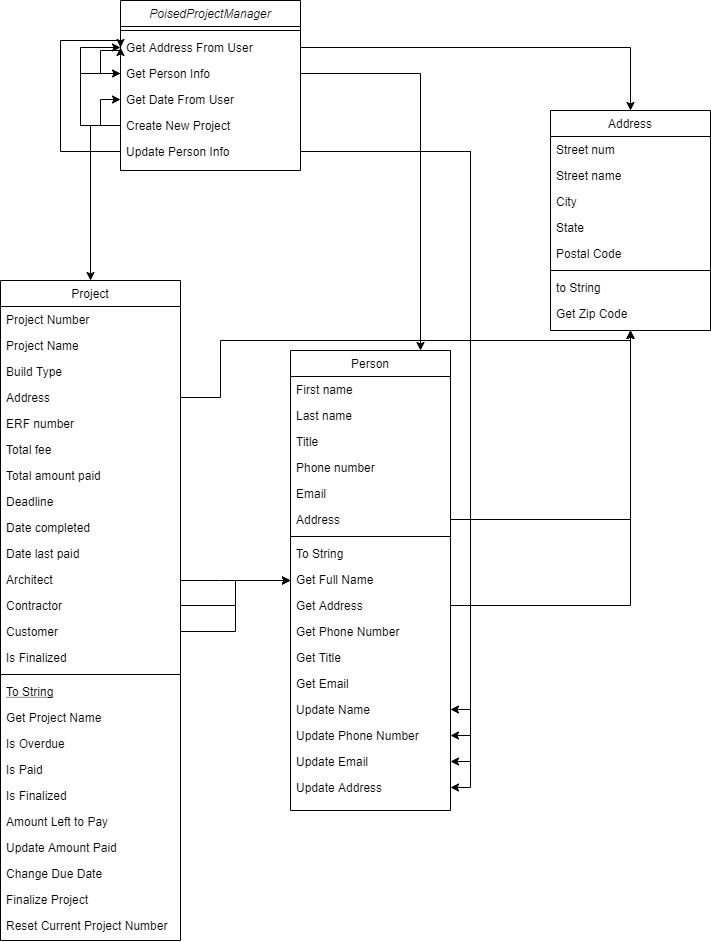 PoisedProjectManager
Get Address From User
Get Person Info
Get Date From User
Create New Project
Update Person Info
Address
Street num
Street name
City
State
Postal Code
to String
Get Zip Code
Project
Project Number
Project Name
Build Type
Address
ERF number
Total fee
Total amount paid
Deadline
Date completed
Date last paid
Architect
Contractor
Customer
Is Finalized
To String
Get Project Name
Is Overdue
Is Paid
Is Finalized
Amount Left to Pay
Update Amount Paid
Change Due Date
Finalize Project
Reset Current Project Number
Person
First name
Last name
Title
Phone number
Email
Address
To String
Get Full Name
Get Address
Get Phone Number
Get Title
Get Email
Update Name
Update Phone Number
Update Email
Update Address